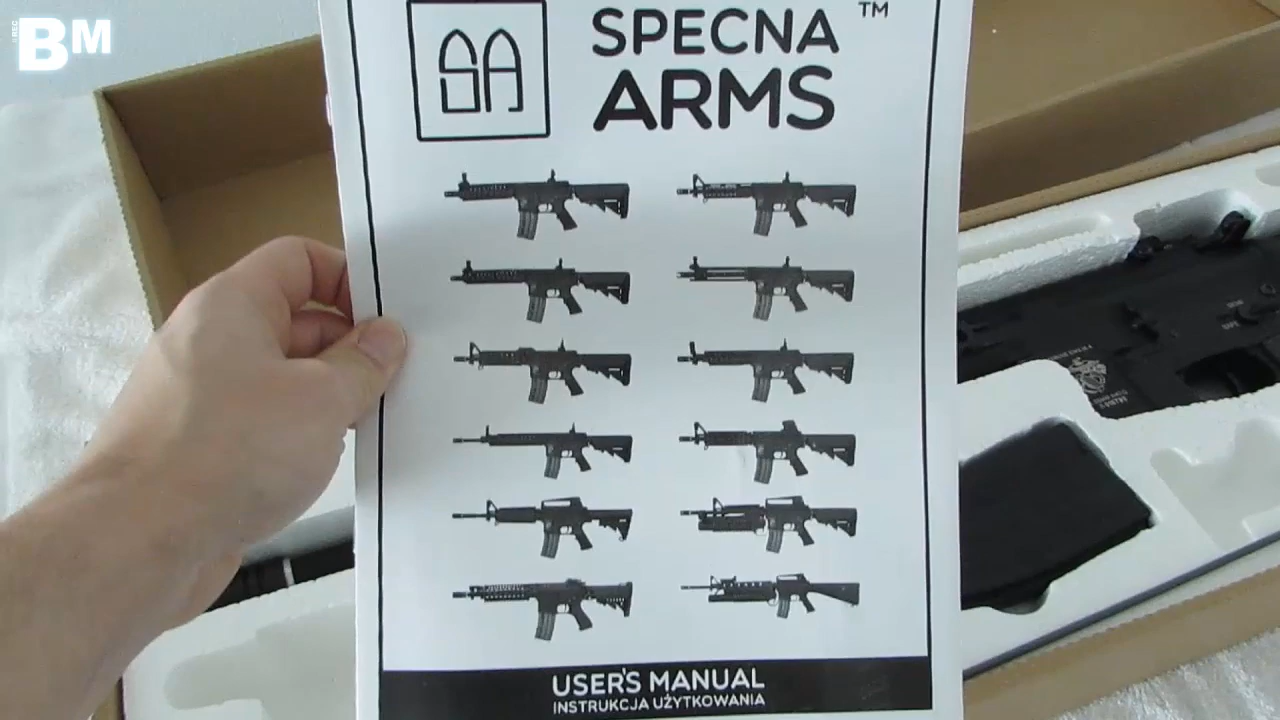 BM
SA
SPECNA
ARMS
TM
USER'S MANUAL
INSTRUKCJA UŻYTKOWANIA